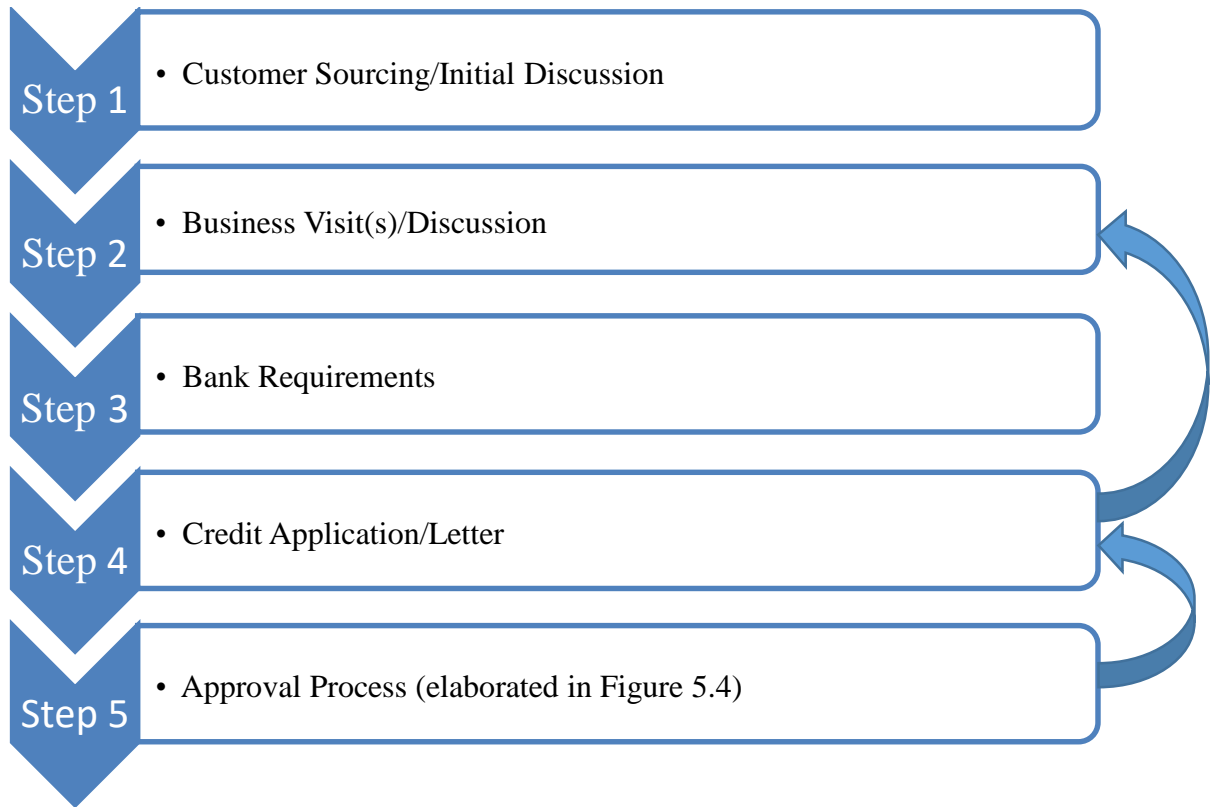 Step 1
• Customer Sourcing/Initial Discussion
Step 2
• Business Visit(s)/Discussion
Step 3
• Bank Requirements
Step 4
• Credit Application/Letter
Step 5
• Approval Process (elaborated in Figure 5.4)